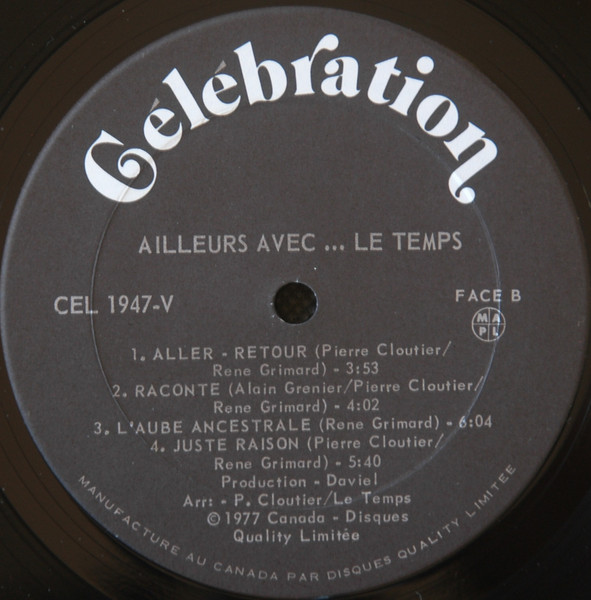 Célébration
AILLEURS AVEC ... LE TEMPS
CEL 1947-V
FACE B
M A
P L
1. ALLER - RETOUR (Pierre Cloutier/
Rene Grimard) - 3:53
2. RACONTE (Alain Grenier/Pierre Cloutier/
Rene Grimard) - 4:02
3. L'AUBE ANCESTRALE (Rene Grimard) - 6:04
4. JUSTE RAISON (Pierre Cloutier/
Rene Grimard) - 5:40
Production - Daviel
Arr: - P. Cloutier/Le Temps
© 1977 Canada - Disques
Quality Limitée
MANUFACTURE AU CANADA PAR DISQUES QUALITY LIMITEE